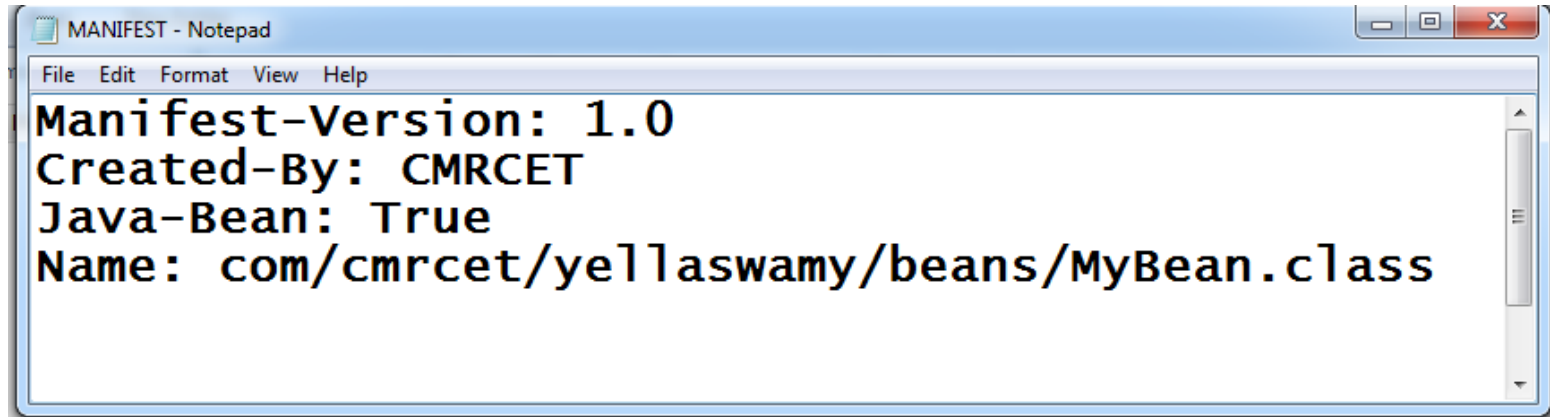 MANIFEST - Notepad
File Edit Format View Help
Manifest-Version: 1.0
Created-By: CMRCET
Java-Bean: True
Name: com/cmrcet/yellaswamy/beans/MyBean.class